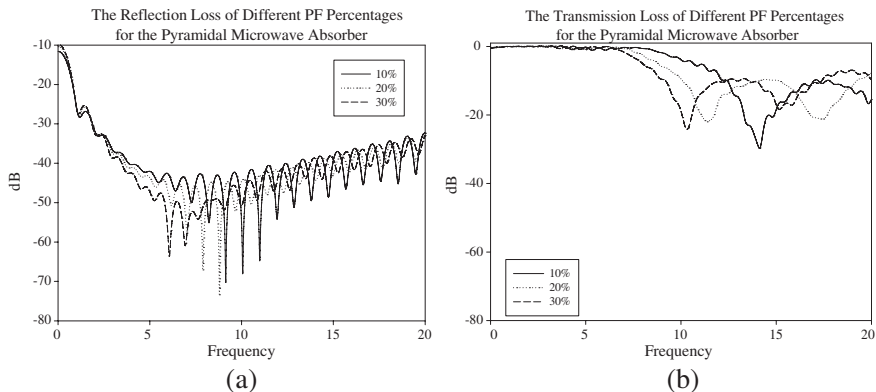 The Reflection Loss of Different PF Percentages
for the Pyramidal Microwave Absorber
-10
-20
-30
-40
-50
-60
-70
-80
dB
10%
20%
30%
0
5
10
15
20
Frequency
(a)
The Transmission Loss of Different PF Percentages
for the Pyramidal Microwave Absorber
0
-20
-40
-60
-80
dB
10%
20%
30%
0
5
10
15
20
Frequency
(b)